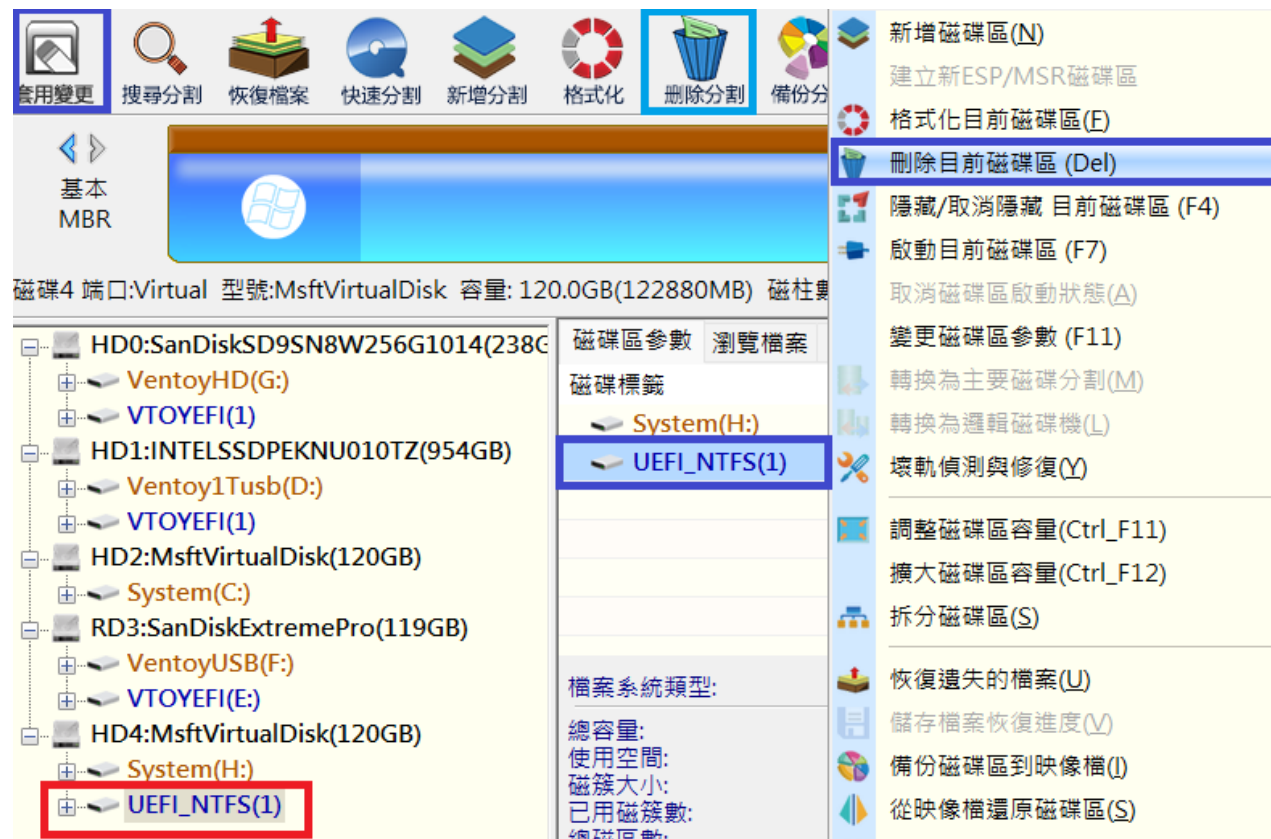 套用變更
搜尋分割
恢復檔案
快速分割
新增分割
格式化
刪除分割
備份分
基本
MBR
磁碟4 端口:Virtual 型號:MsftVirtualDisk 容量: 120.0GB(122880MB) 磁柱數
HD0:SanDiskSD9SN8W256G1014(238G
VentoyHD(G:)
VTOYEFI(1)
HD1:INTELSSDPEKNU010TZ(954GB)
Ventoy1Tusb(D:)
VTOYEFI(1)
HD2:MsftVirtualDisk(120GB)
System(C:)
RD3:SanDiskExtremePro(119GB)
VentoyUSB(F:)
VTOYEFI(E:)
HD4:MsftVirtualDisk(120GB)
System(H:)
UEFI_NTFS(1)
磁碟區參數 瀏覽檔案
磁碟標籤
System(H:)
UEFI_NTFS(1)
檔案系統類型:
總容量:
使用空間:
磁簇大小:
已用磁簇數:
總磁區數:
新增磁碟區(N)
建立新ESP/MSR磁碟區
格式化目前磁碟區(F)
刪除目前磁碟區 (Del)
隱藏/取消隱藏 目前磁碟區 (F4)
啟動目前磁碟區 (F7)
取消磁碟區啟動狀態(A)
變更磁碟區參數 (F11)
轉換為主要磁碟分割(M)
轉換為邏輯磁碟機(L)
壞軌偵測與修復(Y)
調整磁碟區容量(Ctrl_F11)
擴大磁碟區容量(Ctrl_F12)
拆分磁碟區(S)
恢復遺失的檔案(U)
儲存檔案恢復進度(V)
備份磁碟區到映像檔(I)
從映像檔還原磁碟區(S)